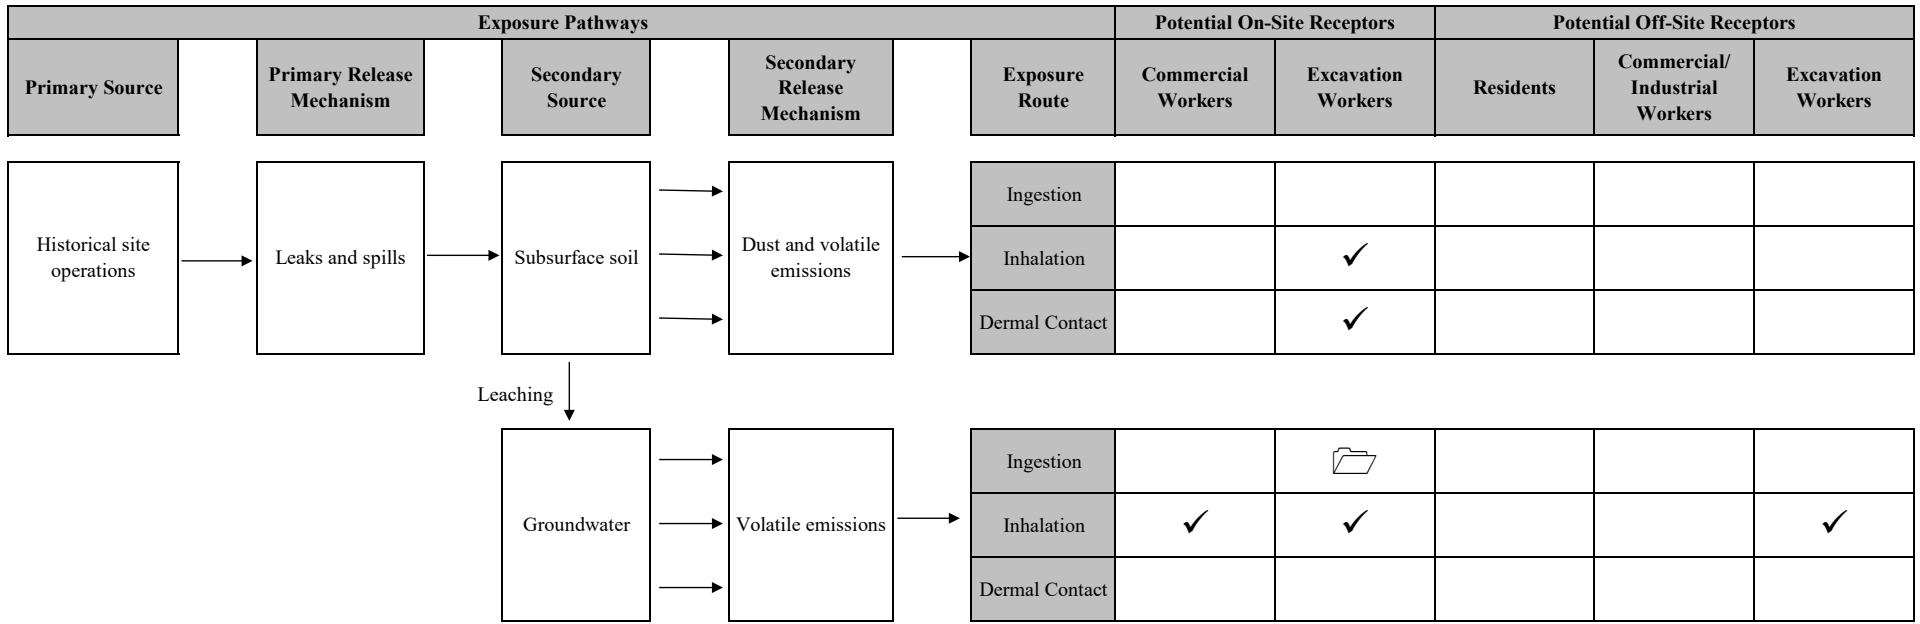 Exposure Pathways
Potential On-Site Receptors
Potential Off-Site Receptors
Primary Source
Primary Release
Mechanism
Secondary
Source
Secondary
Release
Mechanism
Exposure
Route
Commercial
Workers
Excavation
Workers
Residents
Commercial/
Industrial
Workers
Excavation
Workers
Historical site
operations
Leaks and spills
Subsurface soil
Dust and volatile
emissions
Ingestion
Inhalation
✓
Dermal Contact
✓
Leaching
Groundwater
Volatile emissions
Ingestion
Inhalation
✓
✓
✓
Dermal Contact